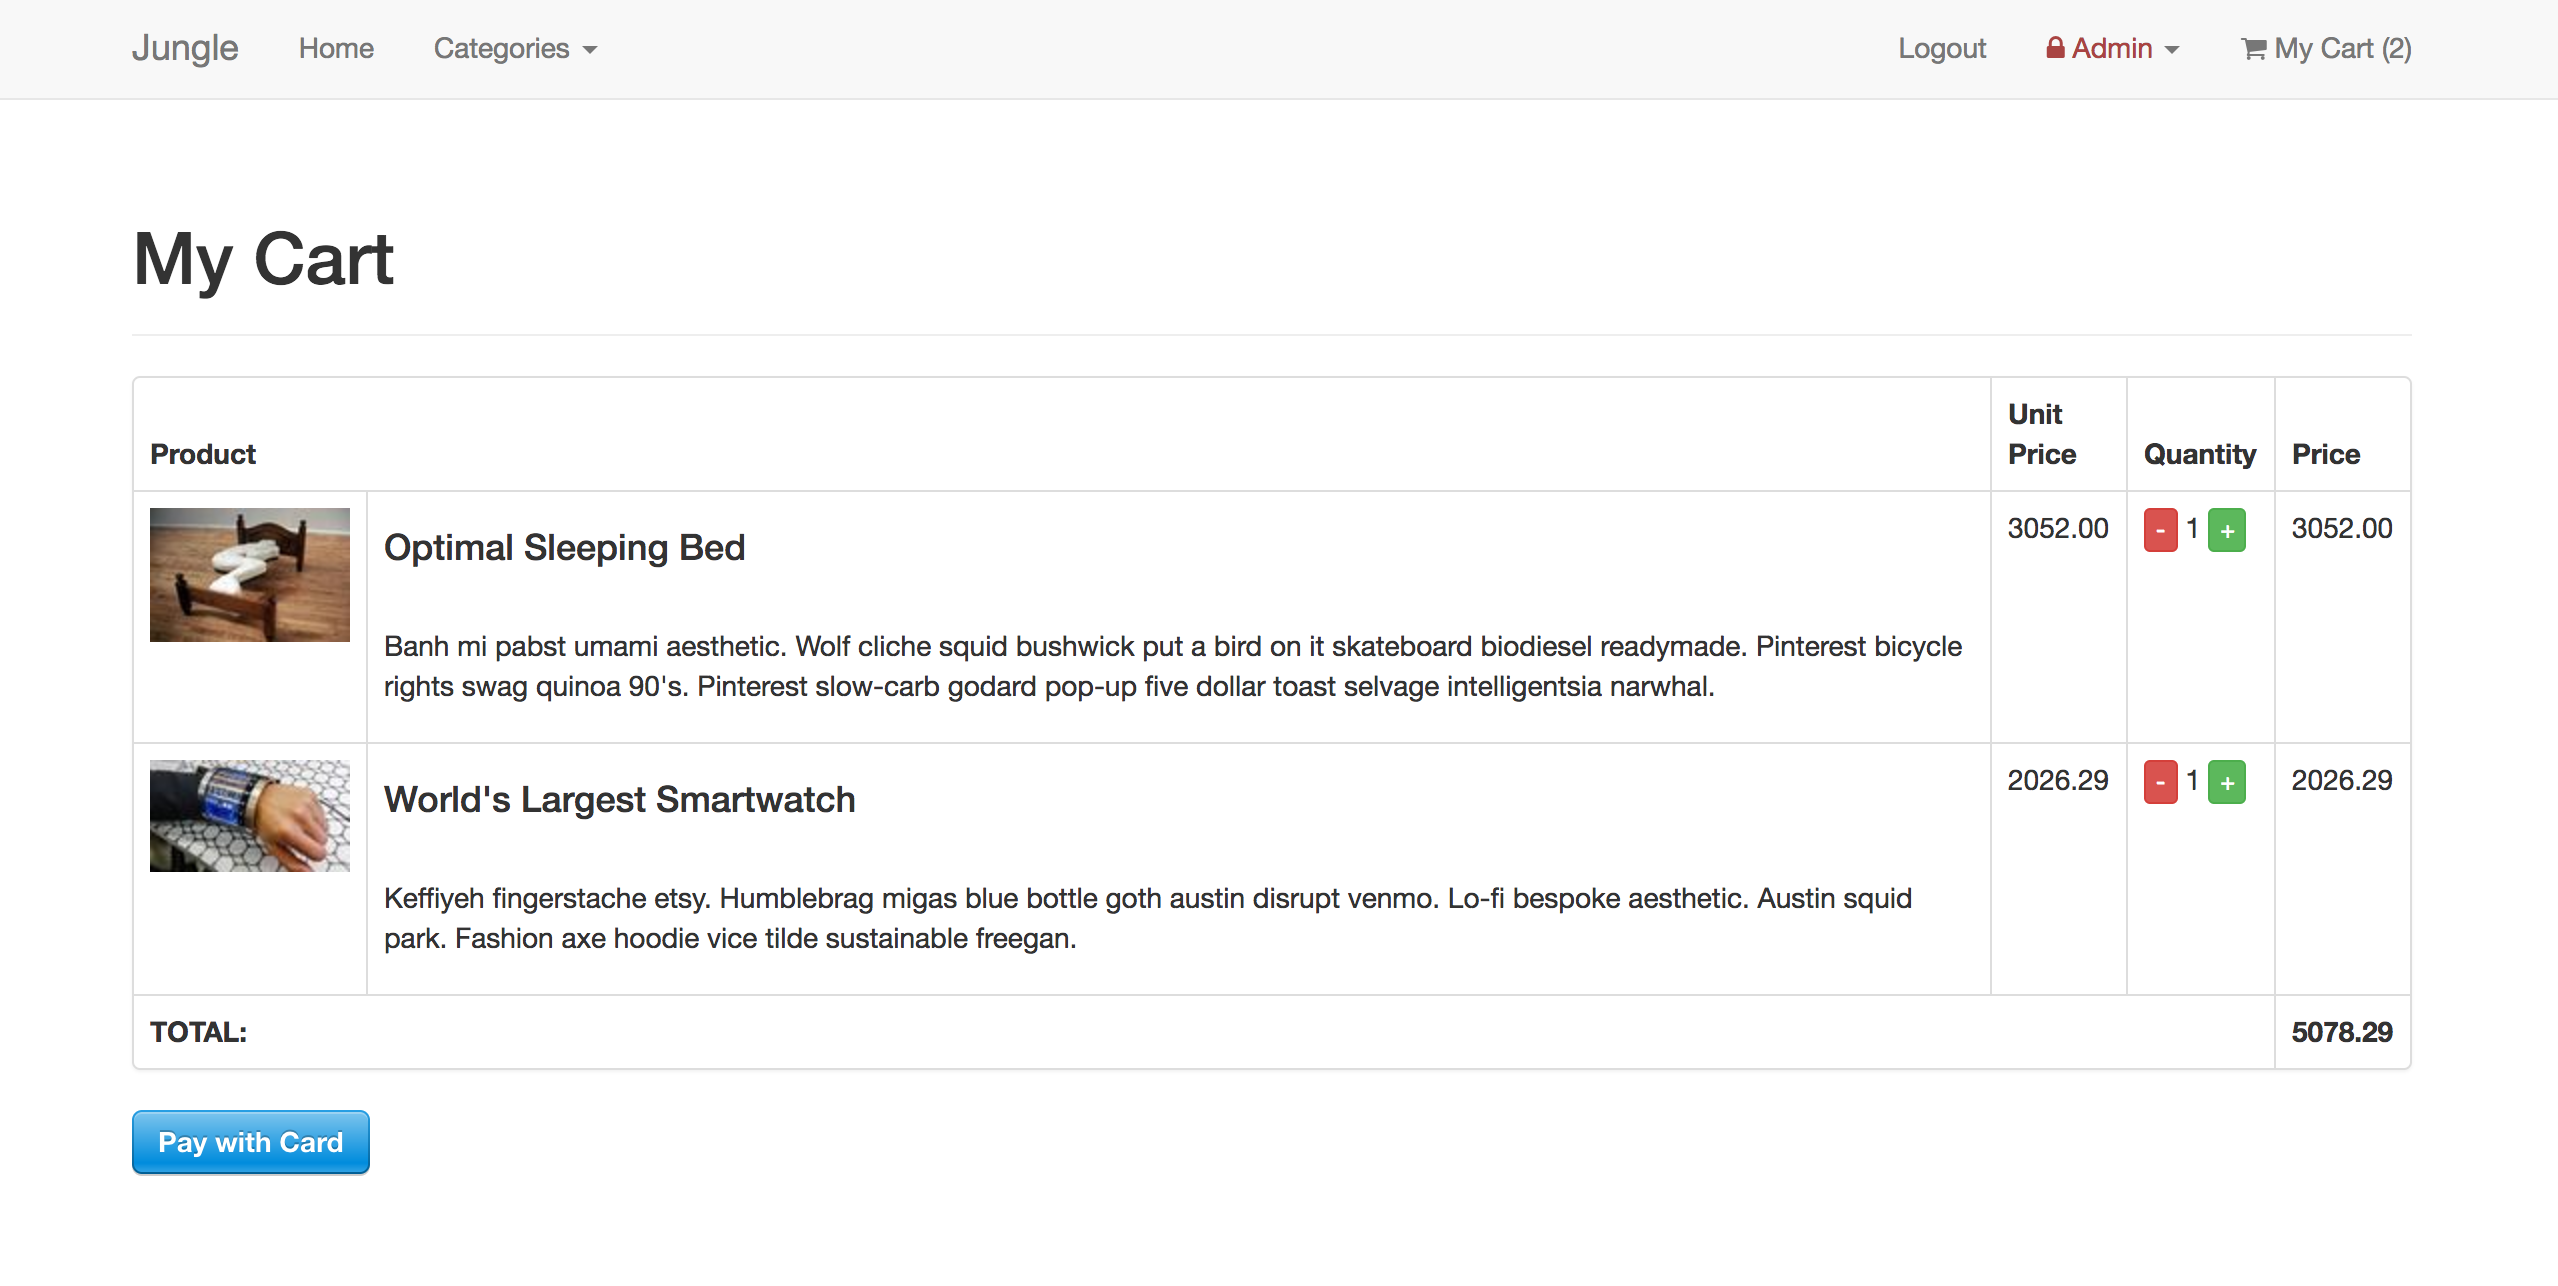 Jungle Home Categories Logout Admin My Cart (2)
My Cart
Product Unit Price Quantity Price
Optimal Sleeping Bed 3052.00 - 1 + 3052.00
Banh mi pabst umami aesthetic. Wolf cliche squid bushwick put a bird on it skateboard biodiesel readymade. Pinterest bicycle
rights swag quinoa 90's. Pinterest slow-carb godard pop-up five dollar toast selvage intelligentsia narwhal.
World's Largest Smartwatch 2026.29 - 1 + 2026.29
Keffiyeh fingerstache etsy. Humblebrag migas blue bottle goth austin disrupt venmo. Lo-fi bespoke aesthetic. Austin squid
park. Fashion axe hoodie vice tilde sustainable freegan.
TOTAL: 5078.29
Pay with Card